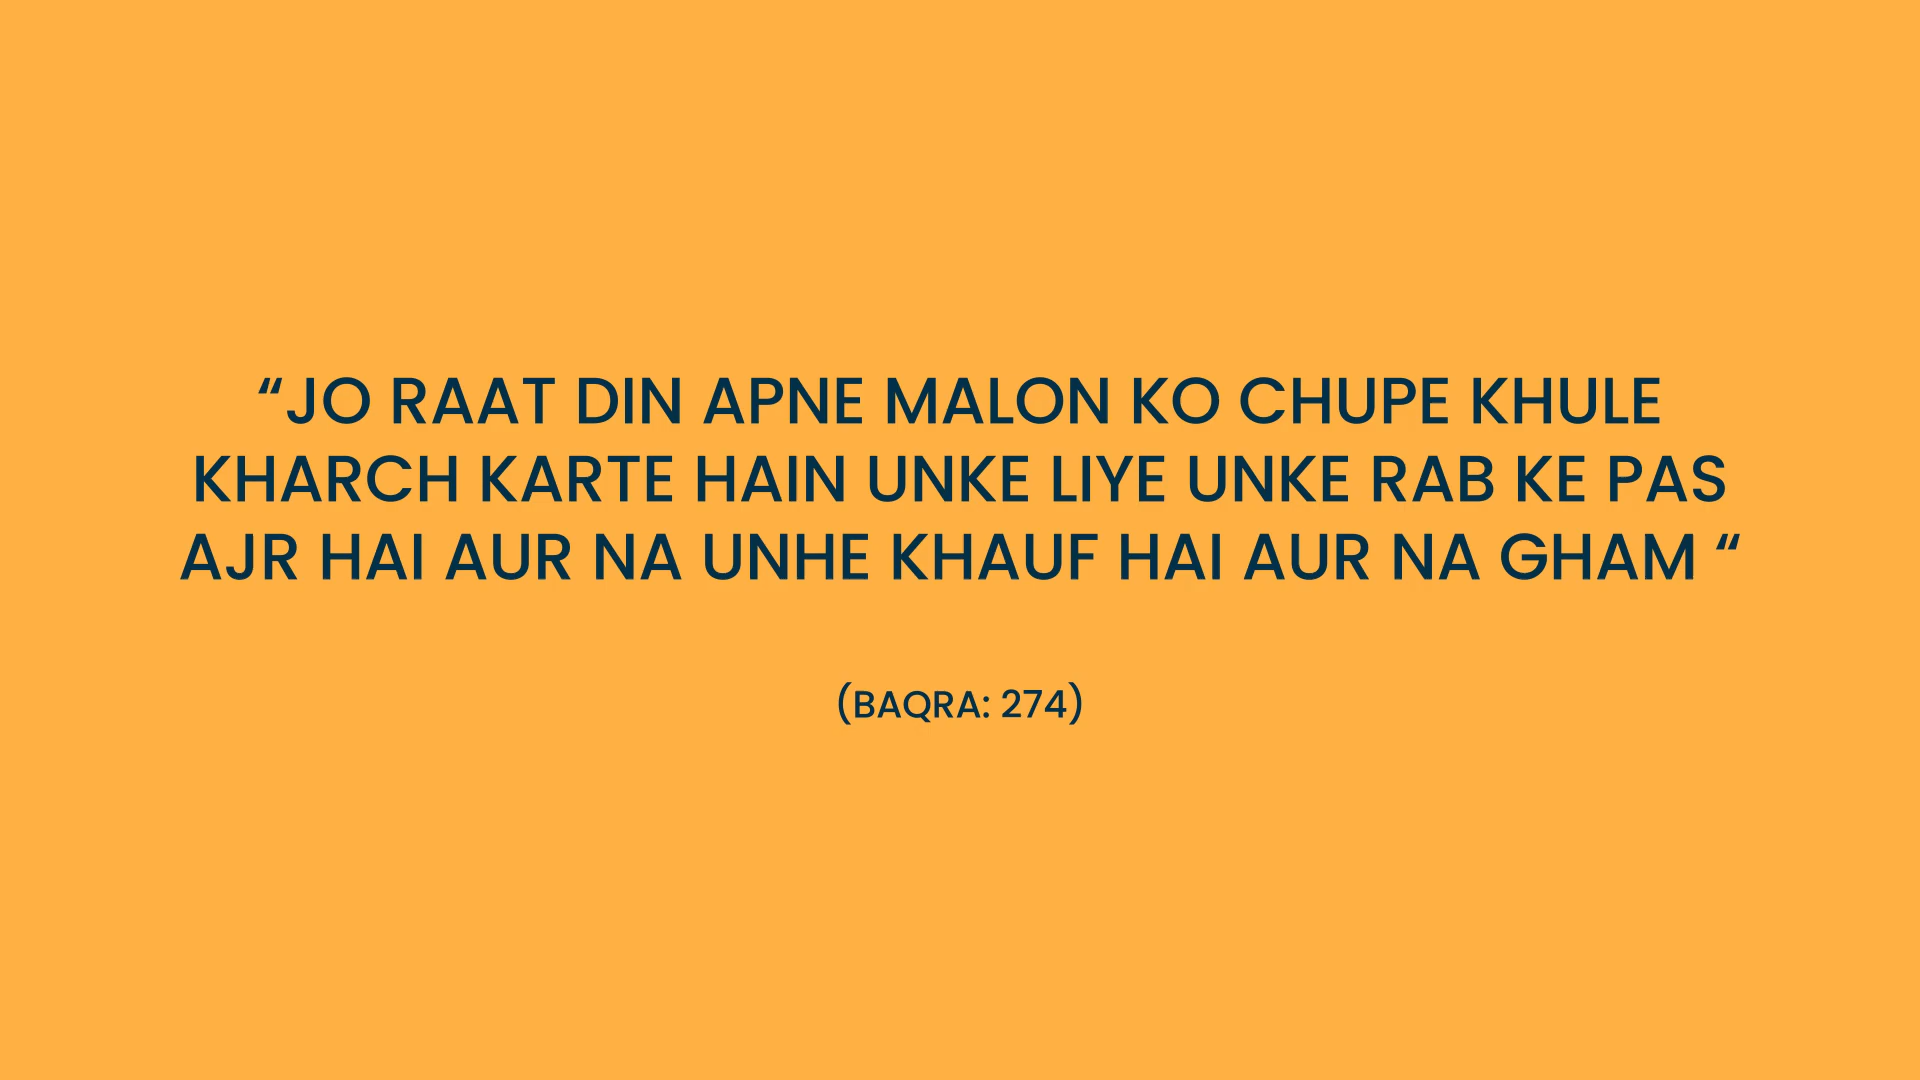 “JO RAAT DIN APNE MALON KO CHUPE KHULE
KHARCH KARTE HAIN UNKE LIYE UNKE RAB KE PAS
AJR HAI AUR NA UNHE KHAUF HAI AUR NA GHAM “
(BAQRA: 274)